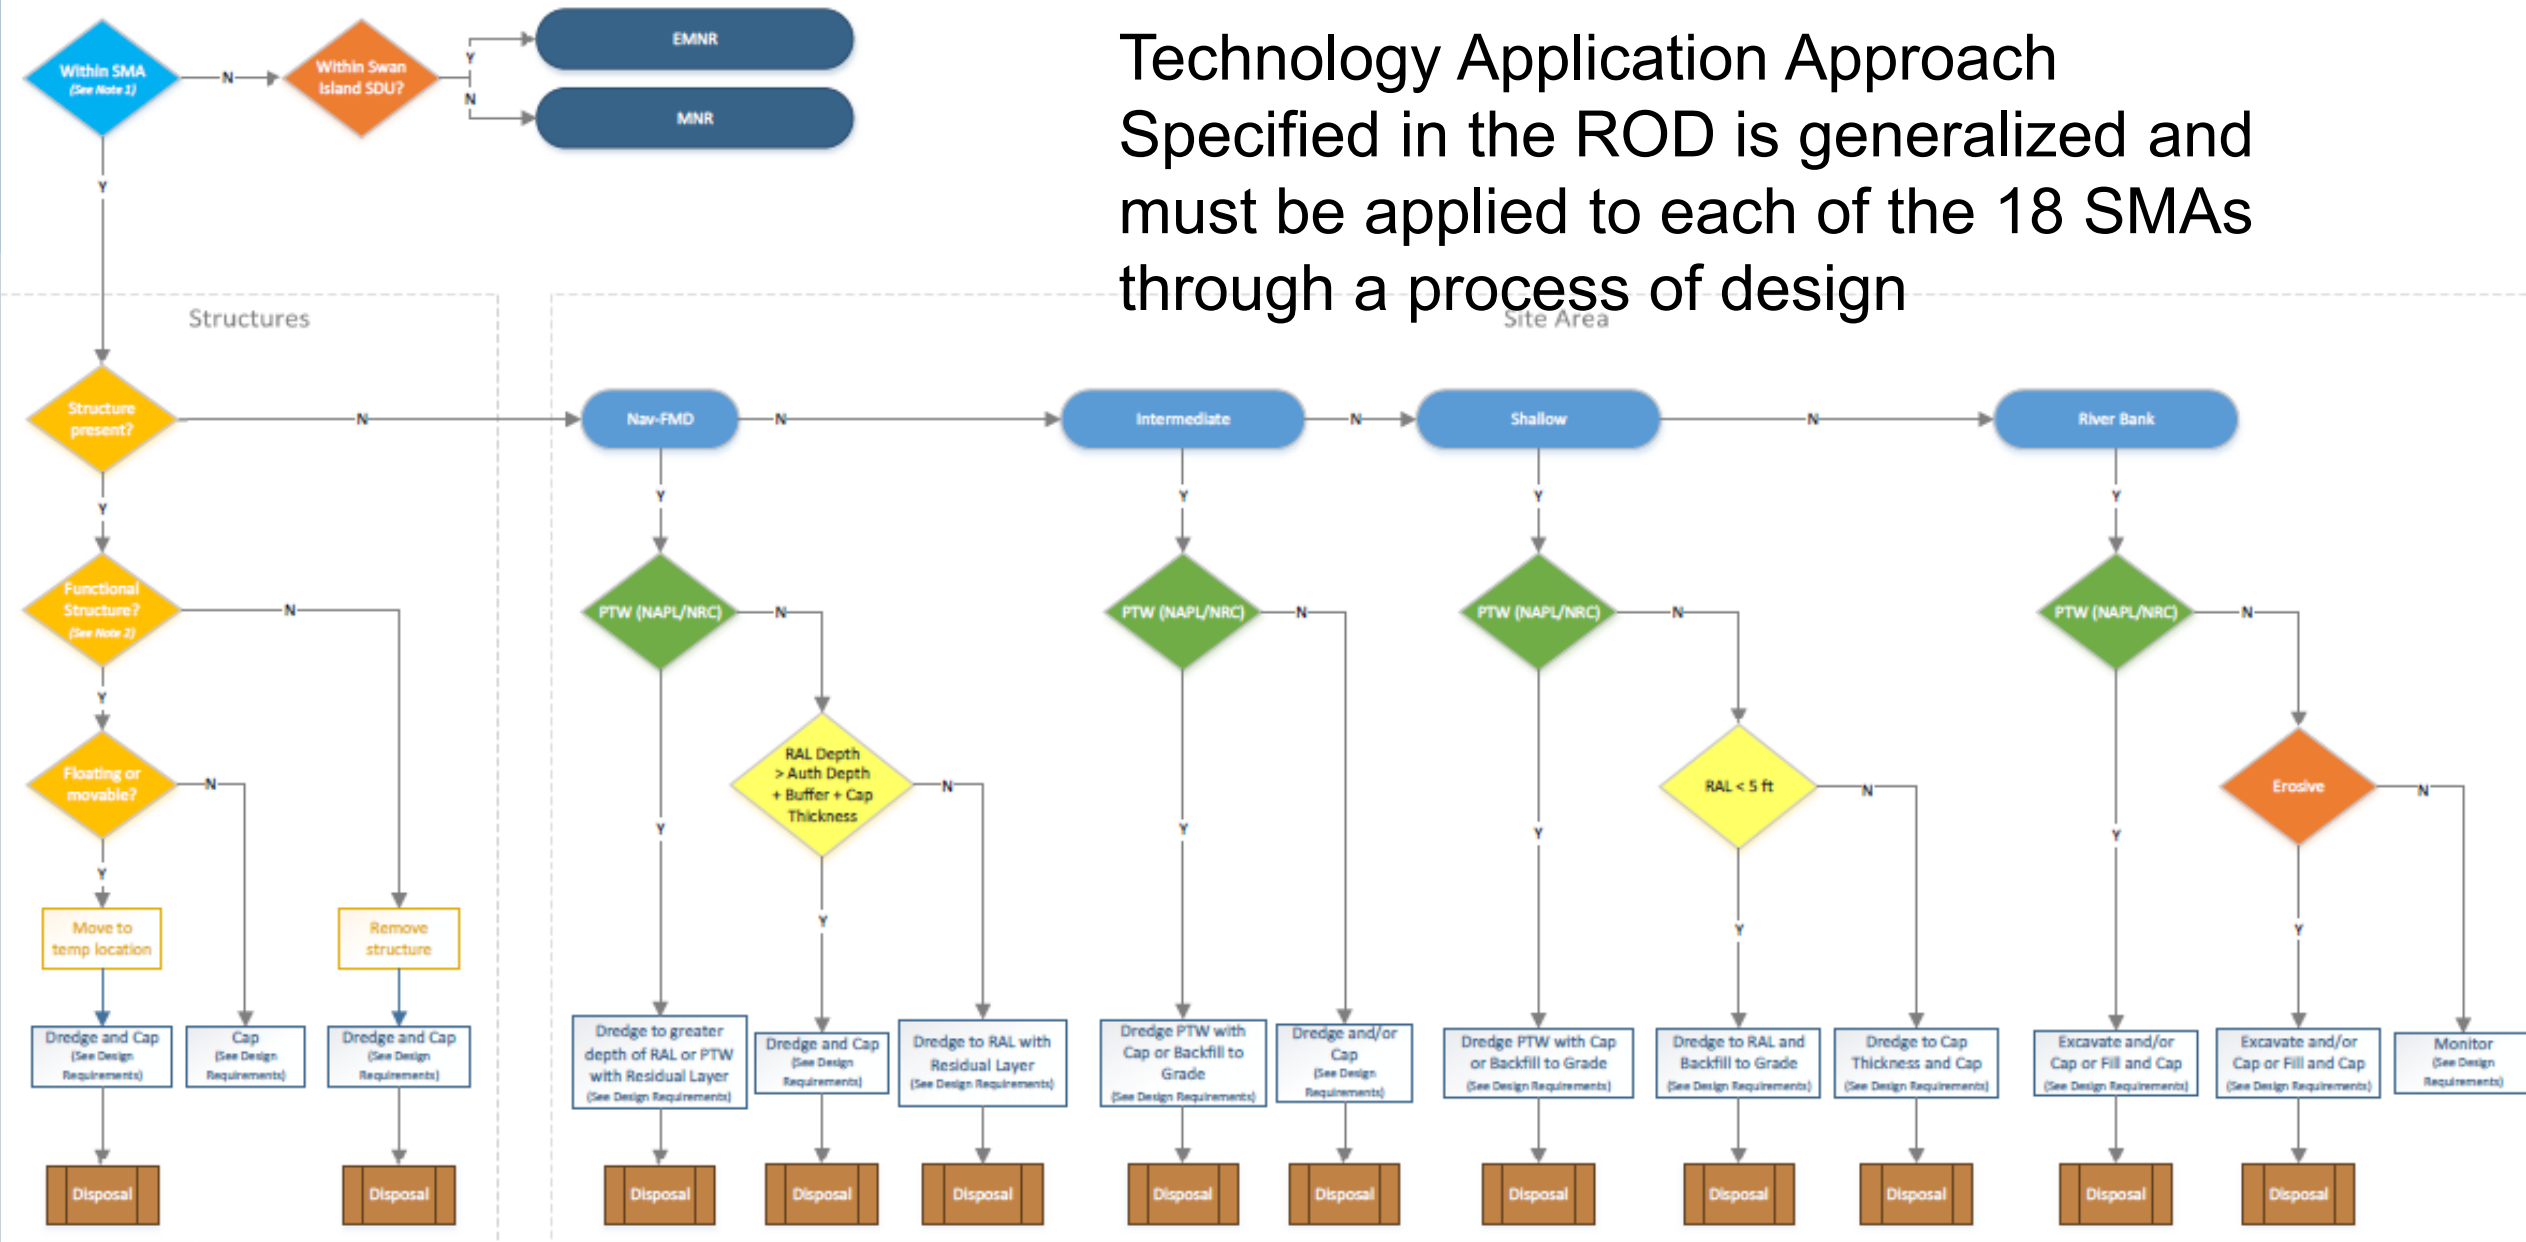 Technology Application Approach
Specified in the ROD is generalized and
must be applied to each of the 18 SMAs
through a process of design
Within SMA
(See Note 1)
N
Within Swan
Island SDU?
Y
EMNR
N
MNR
Y
Structures
Site Area
Structure
present?
N
Nav-FMD
N
Intermediate
N
Shallow
N
River Bank
Y
Y
Y
Y
Y
Functional
Structure?
(See Note 2)
N
PTW (NAPL/NRC)
N
PTW (NAPL/NRC)
N
PTW (NAPL/NRC)
N
PTW (NAPL/NRC)
N
Y
Floating or
movable?
N
RAL Depth
> Auth Depth
+ Buffer + Cap
Thickness
N
RAL < 5 ft
N
Erosive
N
Y
Y
Y
Y
Y
Y
Y
Y
Move to
temp location
Remove
structure
Dredge and Cap
(See Design
Requirements)
Cap
(See Design
Requirements)
Dredge and Cap
(See Design
Requirements)
Dredge to greater
depth of RAL or PTW
with Residual Layer
(See Design Requirements)
Dredge and Cap
(See Design
Requirements)
Dredge to RAL with
Residual Layer
(See Design Requirements)
Dredge PTW with
Cap or Backfill to
Grade
(See Design Requirements)
Dredge and/or
Cap
(See Design
Requirements)
Dredge PTW with Cap
or Backfill to Grade
(See Design Requirements)
Dredge to RAL and
Backfill to Grade
(See Design Requirements)
Dredge to Cap
Thickness and Cap
(See Design Requirements)
Excavate and/or
Cap or Fill and Cap
(See Design Requirements)
Excavate and/or
Cap or Fill and Cap
(See Design Requirements)
Monitor
(See Design
Requirements)
Disposal
Disposal
Disposal
Disposal
Disposal
Disposal
Disposal
Disposal
Disposal
Disposal
Disposal
Disposal